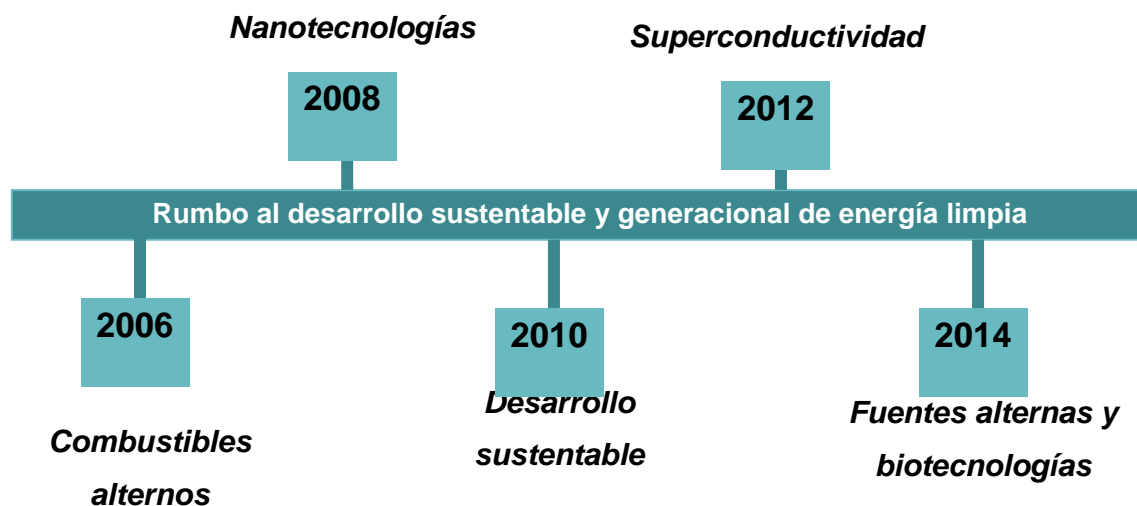 Nanotecnologías
Superconductividad
2008
2012
Rumbo al desarrollo sustentable y generacional de energía limpia
2006
2010
2014
Combustibles
alternos
Desarrollo
sustentable
Fuentes alternas y
biotecnologías